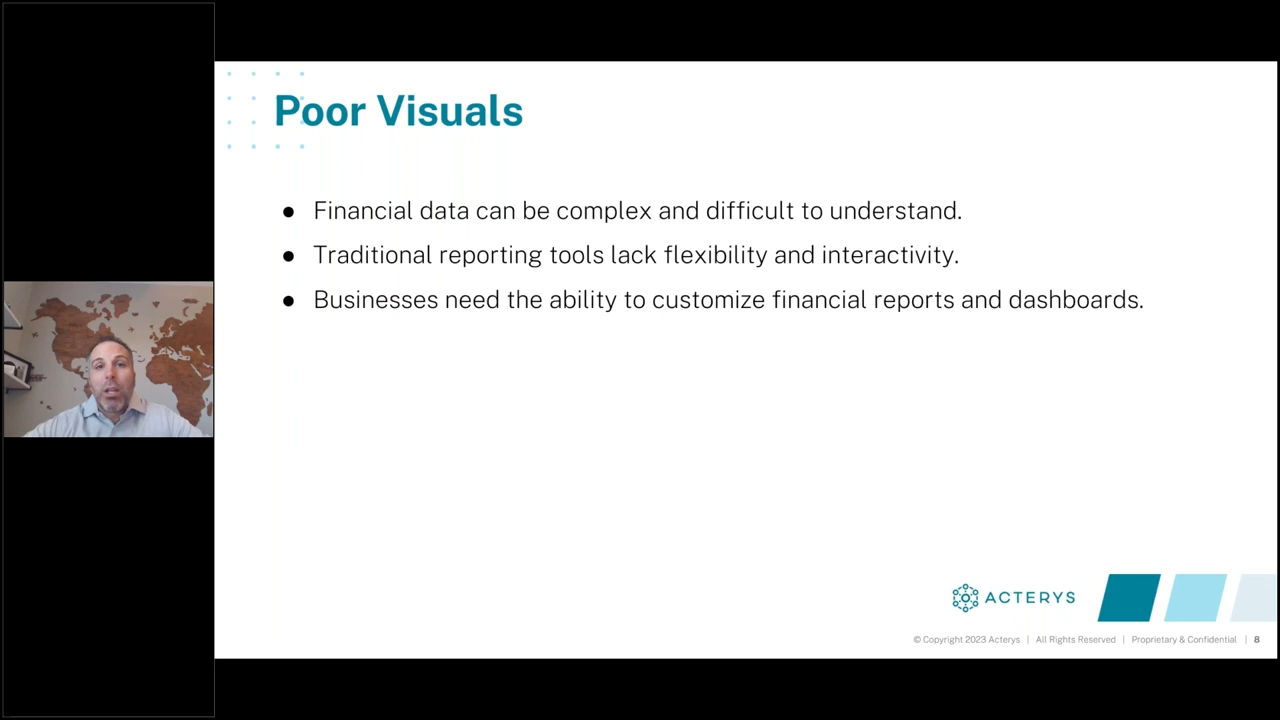 Poor Visuals
● Financial data can be complex and difficult to understand.
● Traditional reporting tools lack flexibility and interactivity.
● Businesses need the ability to customize financial reports and dashboards.
ACTERYS
© Copyright 2023 Acterys | All Rights Reserved | Proprietary & Confidential | 8